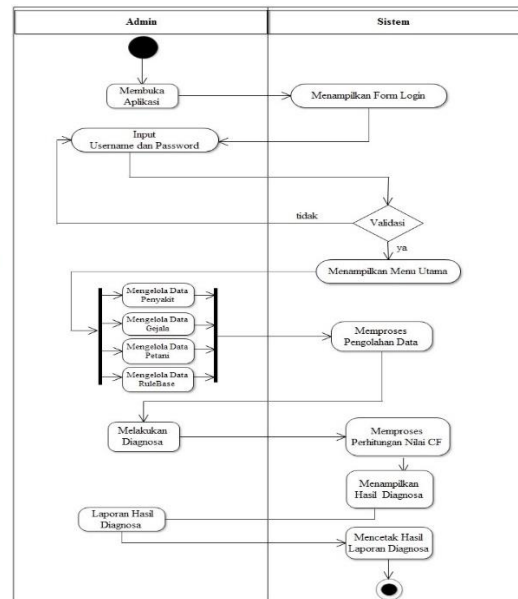 Admin
Sistem
Membuka
Aplikasi
Menampilkan Form Login
Input
Username dan Password
tidak
Validasi
ya
Menampilkan Menu Utama
Mengelola Data
Penyakit
Mengelola Data
Gejala
Mengelola Data
Petani
Mengelola Data
RuleBase
Memproses
Pengolahan Data
Melakukan
Diagnosa
Memproses
Perhitungan Nilai CF
Menampilkan
Hasil Diagnosa
Laporan Hasil
Diagnosa
Mencetak Hasil
Laporan Diagnosa